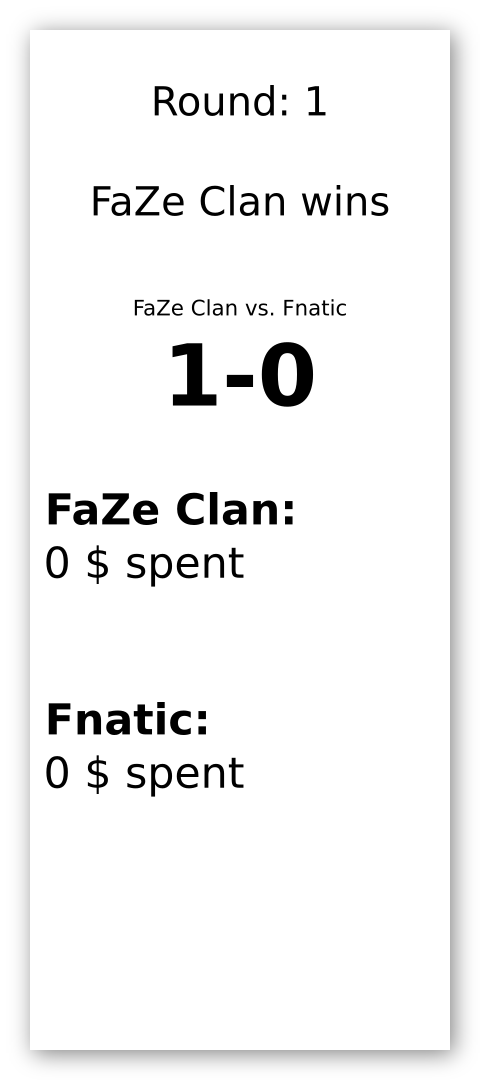 Round: 1
FaZe Clan wins
FaZe Clan vs. Fnatic
1-0
FaZe Clan:
0 $ spent
Fnatic:
0 $ spent